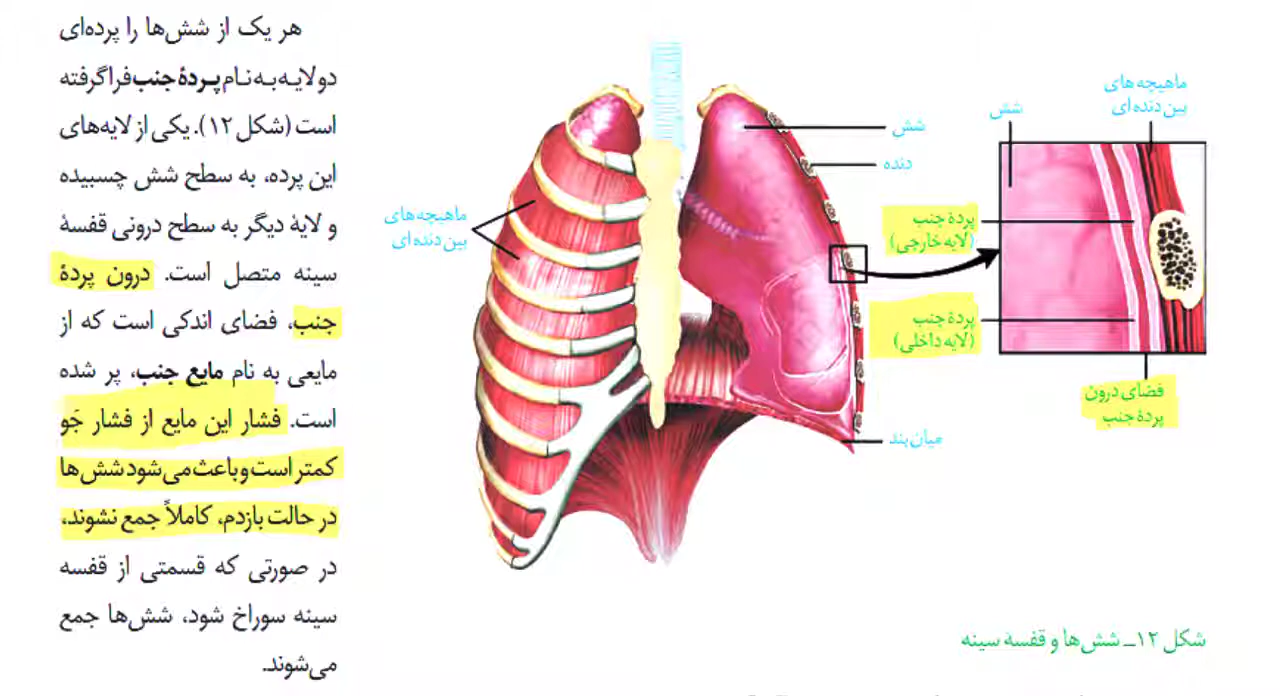 هر یک از شش‌ها را پرده‌ای
دولایه به نام پردهٔ جنب فراگرفته
است (شکل ۱۲). یکی از لایه‌های
این پرده، به سطح شش چسبیده
و لایهٔ دیگر به سطح درونی قفسهٔ
سینه متصل است. درون پردهٔ
جنب، فضای اندکی است که از
مایعی به نام مایع جنب، پر شده
است. فشار این مایع از فشار جَو
کمتر است و باعث می‌شود شش‌ها
در حالت بازدم، کاملاً جمع نشوند،
در صورتی که قسمتی از قفسه
سینه سوراخ شود، شش‌ها جمع
می‌شوند.
ماهیچه‌های
بین دنده‌ای
شش
دنده
میان‌بند
شش
ماهیچه‌های
بین دنده‌ای
پردهٔ جنب
(لایه خارجی)
پردهٔ جنب
(لایه داخلی)
فضای درون
پردهٔ جنب
شکل ۱۲ـ شش‌ها و قفسهٔ سینه